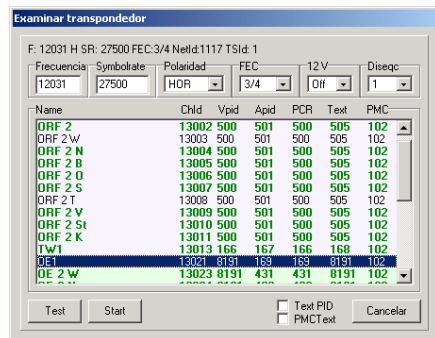 Examinar transpondedor
F: 12031 H SR: 27500 FEC:3/4 NetId:1117 TSId: 1
Frecuencia Symbolrate Polaridad FEC 12 V Diseqc
12031 27500 HOR 3/4 Off 1
Name ChId Vpid Apid PCR Text PMC
ORF 2 13002 500 501 500 505 102
ORF 2 W 13003 500 501 500 505 102
ORF 2 N 13004 500 501 500 505 102
ORF 2 B 13005 500 501 500 505 102
ORF 2 O 13006 500 501 500 505 102
ORF 2 S 13007 500 501 500 505 102
ORF 2 T 13008 500 501 500 505 102
ORF 2 V 13009 500 501 500 505 102
ORF 2 St 13010 500 501 500 505 102
ORF 2 K 13011 500 501 500 505 102
TW1 13013 166 167 166 168 102
OE1 13021 8191 169 169 8191 102
OE 2 W 13023 8191 431 431 8191 102
Test Start Text PID Cancelar
PMCText